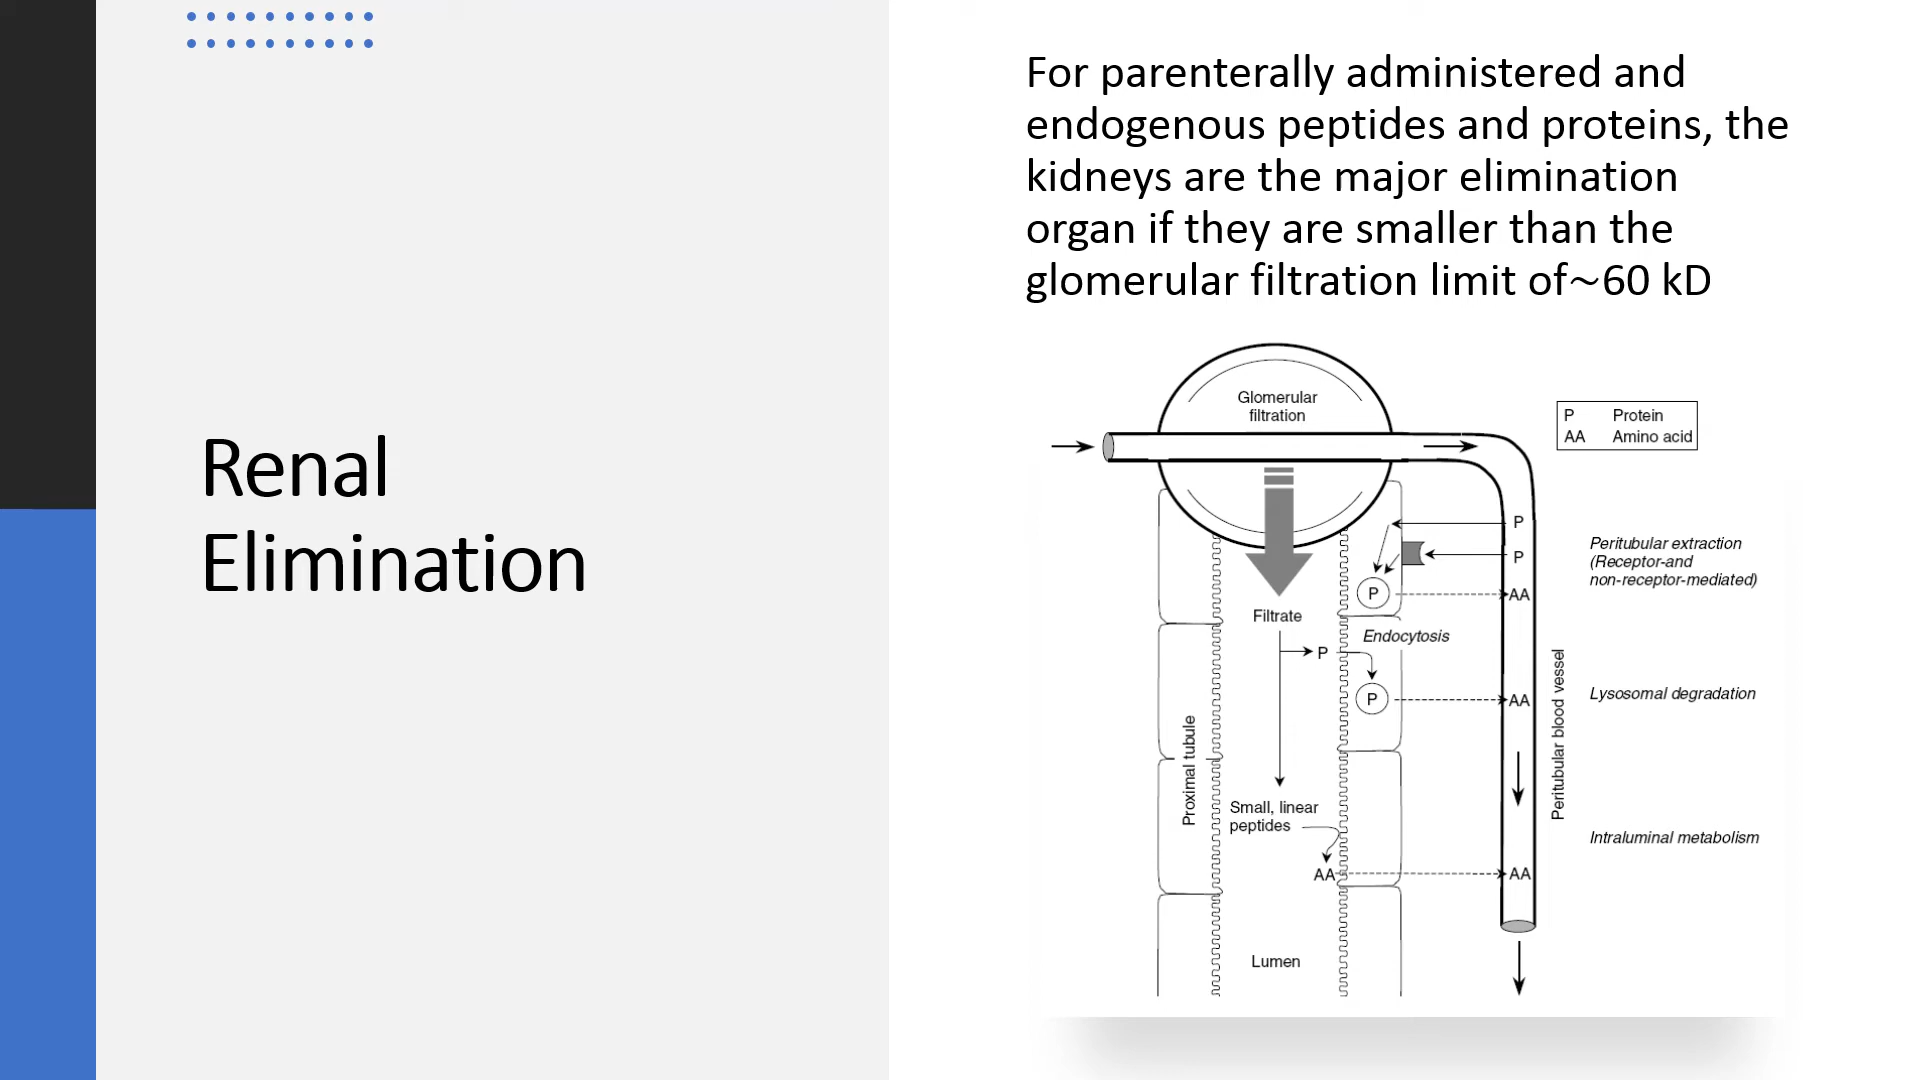 Renal
Elimination
For parenterally administered and
endogenous peptides and proteins, the
kidneys are the major elimination
organ if they are smaller than the
glomerular filtration limit of~60 kD
Glomerular
filtration
P Protein
AA Amino acid
P
P
Peritubular extraction
(Receptor-and
non-receptor-mediated)
P
AA
Filtrate
Endocytosis
P
P
AA
Lysosomal degradation
Proximal tubule
Peritubular blood vessel
Small, linear
peptides
Intraluminal metabolism
AA
AA
Lumen